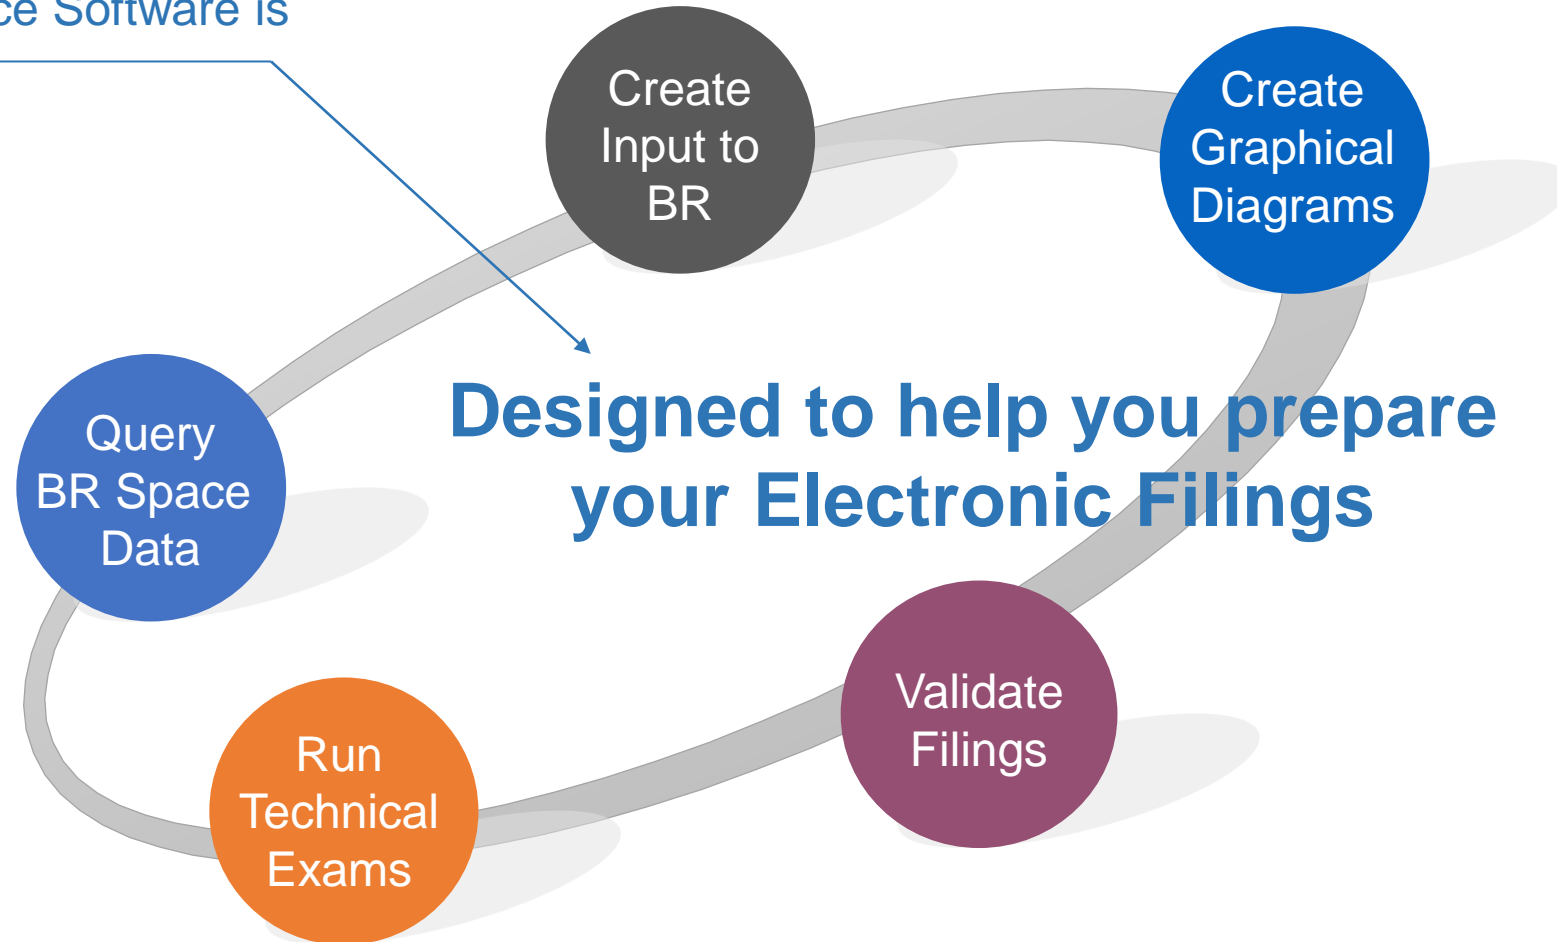 Software is
Create
Input to
BR
Create
Graphical
Diagrams
Designed to help you prepare
your Electronic Filings
Query
BR Space
Data
Validate
Filings
Run
Technical
Exams